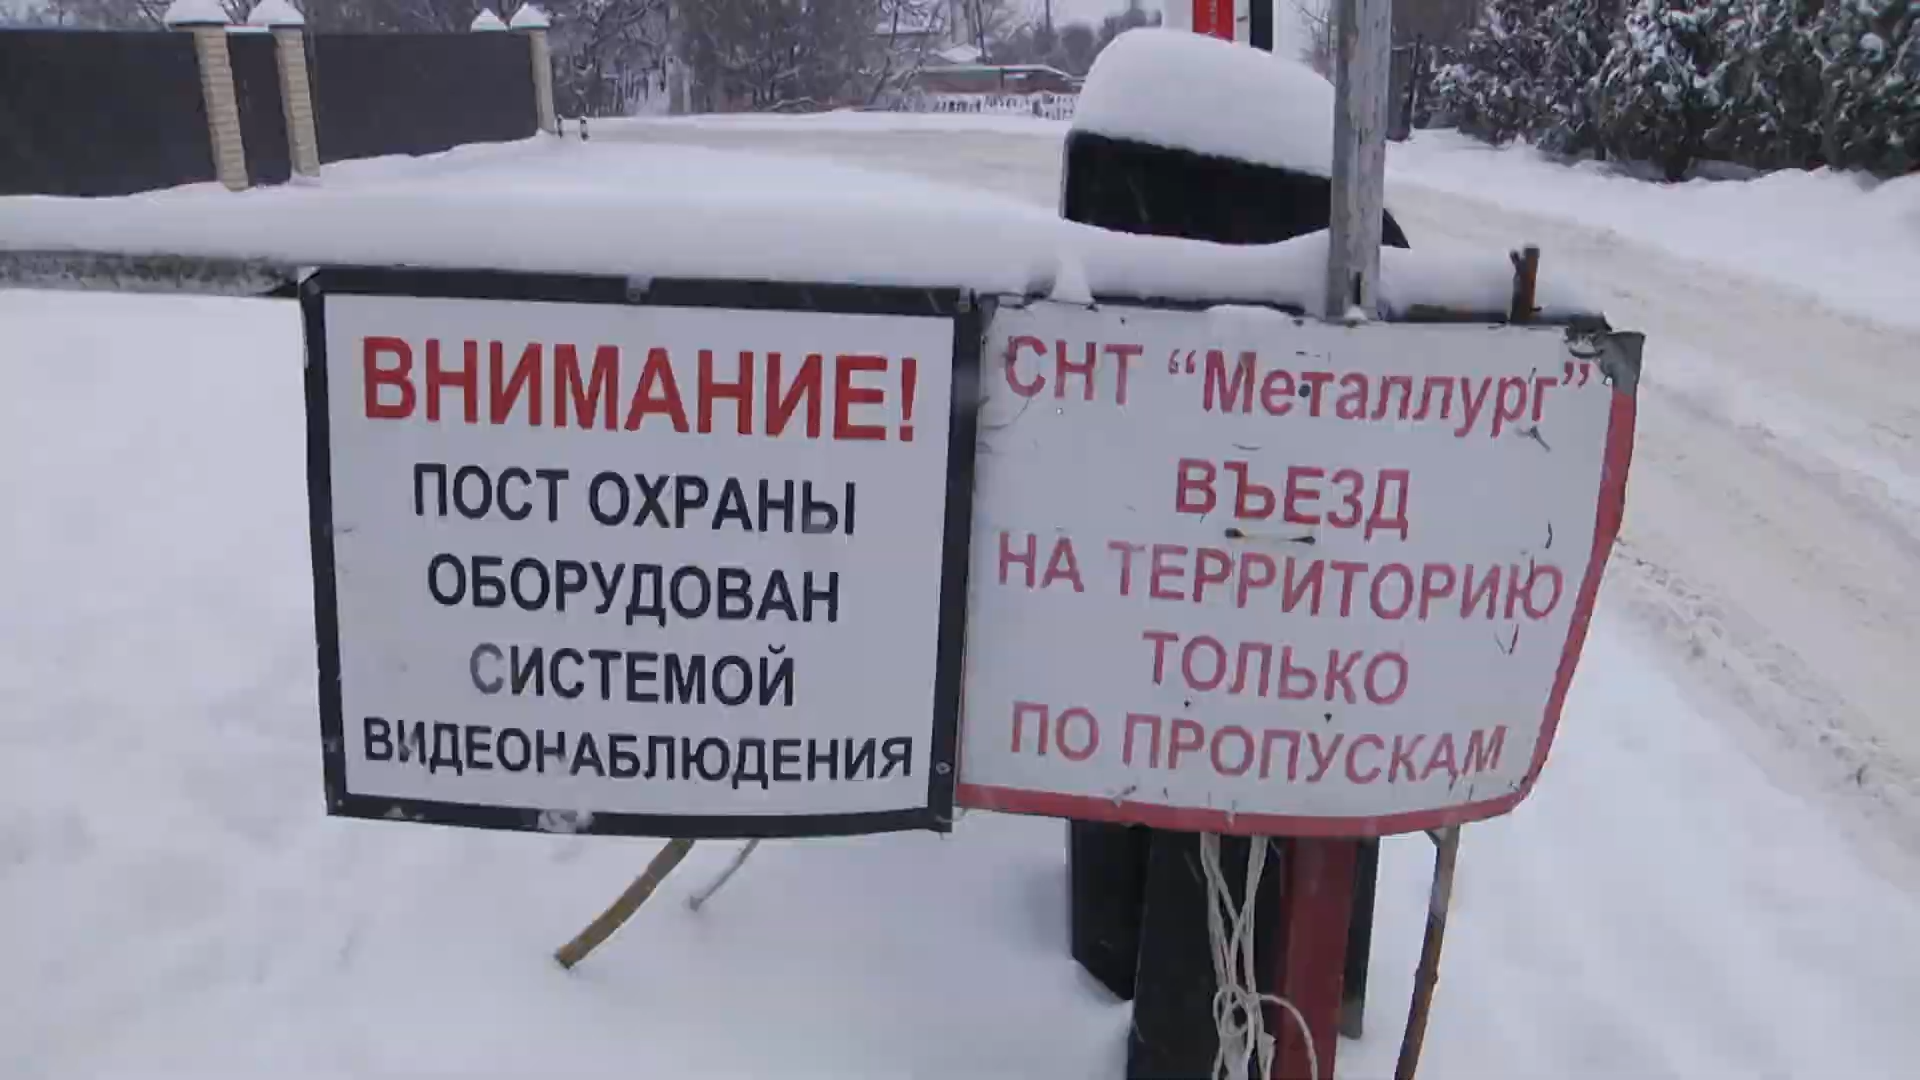 ВНИМАНИЕ!
ПОСТ ОХРАНЫ
ОБОРУДОВАН
СИСТЕМОЙ
ВИДЕОНАБЛЮДЕНИЯ
СНТ “Металлург”
ВЪЕЗД
НА ТЕРРИТОРИЮ
ТОЛЬКО
ПО ПРОПУСКАМ